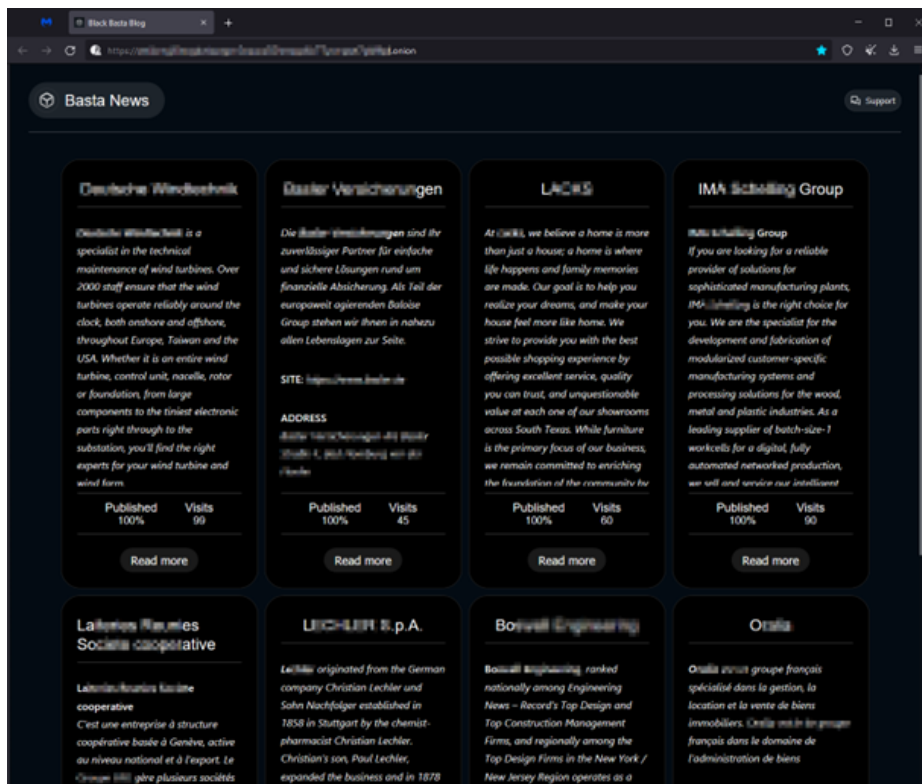 Black Basta Blog
https://
.onion
Basta News
Support
is a
specialist in the technical
maintenance of wind turbines. Over
2000 staff ensure that the wind
turbines operate reliably around the
clock, both onshore and offshore,
throughout Europe, Taiwan and the
USA. Whether it is an entire wind
turbine, control unit, nacelle, rotor
or foundation, from large
components to the tiniest electronic
parts right through to the
substation, you'll find the right
experts for your wind turbine and
wind farm.
Published Visits
100% 99
Read more
Die sind Ihr
zuverlässiger Partner für einfache
und sichere Lösungen rund um
finanzielle Absicherung. Als Teil der
europaweit agierenden Baloise
Group stehen wir Ihnen in nahezu
allen Lebenslagen zur Seite.
SITE:
ADDRESS
Published Visits
100% 45
Read more
At we believe a home is more
than just a house; a home is where
life happens and family memories
are made. Our goal is to help you
realize your dreams, and make your
house feel more like home. We
strive to provide you with the best
possible shopping experience by
offering excellent service, quality
you can trust, and unquestionable
value at each one of our showrooms
across South Texas. While furniture
is the primary focus of our business,
we remain committed to enriching
the foundation of the community by
Published Visits
100% 60
Read more
IMA Group
Group
If you are looking for a reliable
provider of solutions for
sophisticated manufacturing plants,
IMA is the right choice for
you. We are the specialist for the
development and fabrication of
modularized customer-specific
manufacturing systems and
processing solutions for the wood,
metal and plastic industries. As a
leading supplier of batch-size-1
workcells for a digital, fully
automated networked production,
we sell and service our intelligent
Published Visits
100% 90
Read more
cooperative
C'est une entreprise à structure
coopérative basée à Genève, active
au niveau national et à l'export. Le
gère plusieurs sociétés
S.p.A.
originated from the German
company Christian Lechler und
Sohn Nachfolger established in
1858 in Stuttgart by the chemist-
pharmacist Christian Lechler.
Christian's son, Paul Lechler,
expanded the business and in 1878
ranked
nationally among Engineering
News – Record's Top Design and
Top Construction Management
Firms, and regionally among the
Top Design Firms in the New York /
New Jersey Region operates as a
groupe français
spécialisé dans la gestion, la
location et la vente de biens
immobiliers.
français dans le domaine de
l'administration de biens